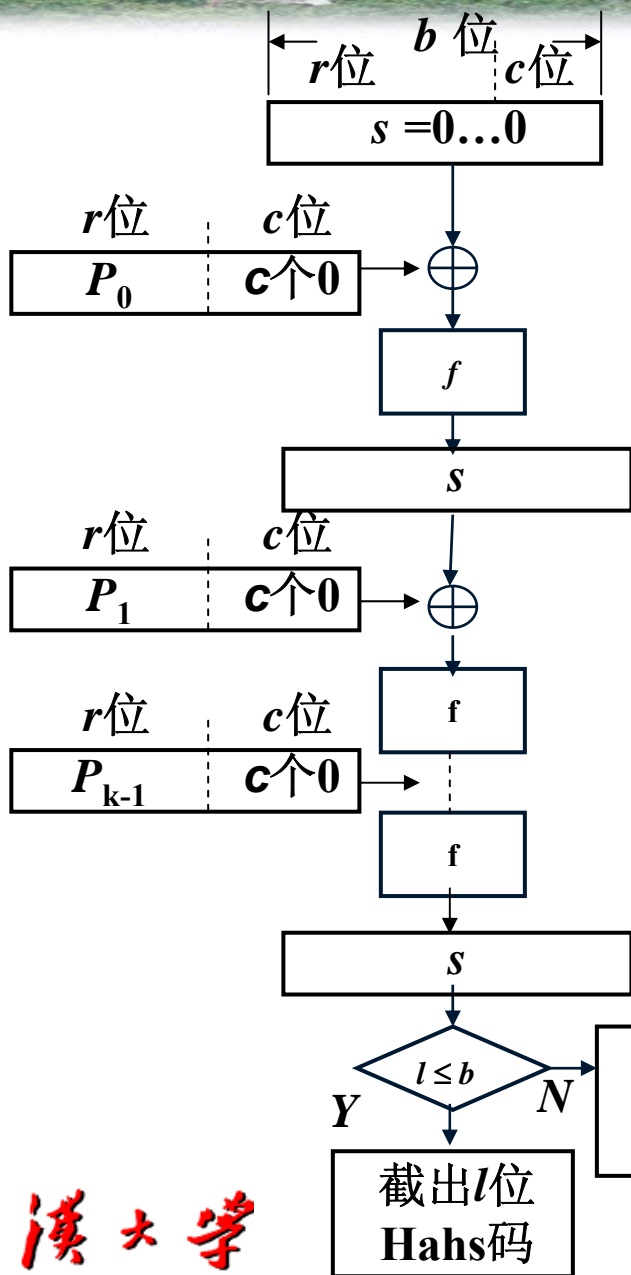 b 位
r位 c位
s =0…0
r位 c位
P₀ c个0
f
s
r位 c位
P₁ c个0
f
r位 c位
Pₖ₋₁ c个0
f
s
l ≤ b
Y N
截出l位
Hahs码
漢大學